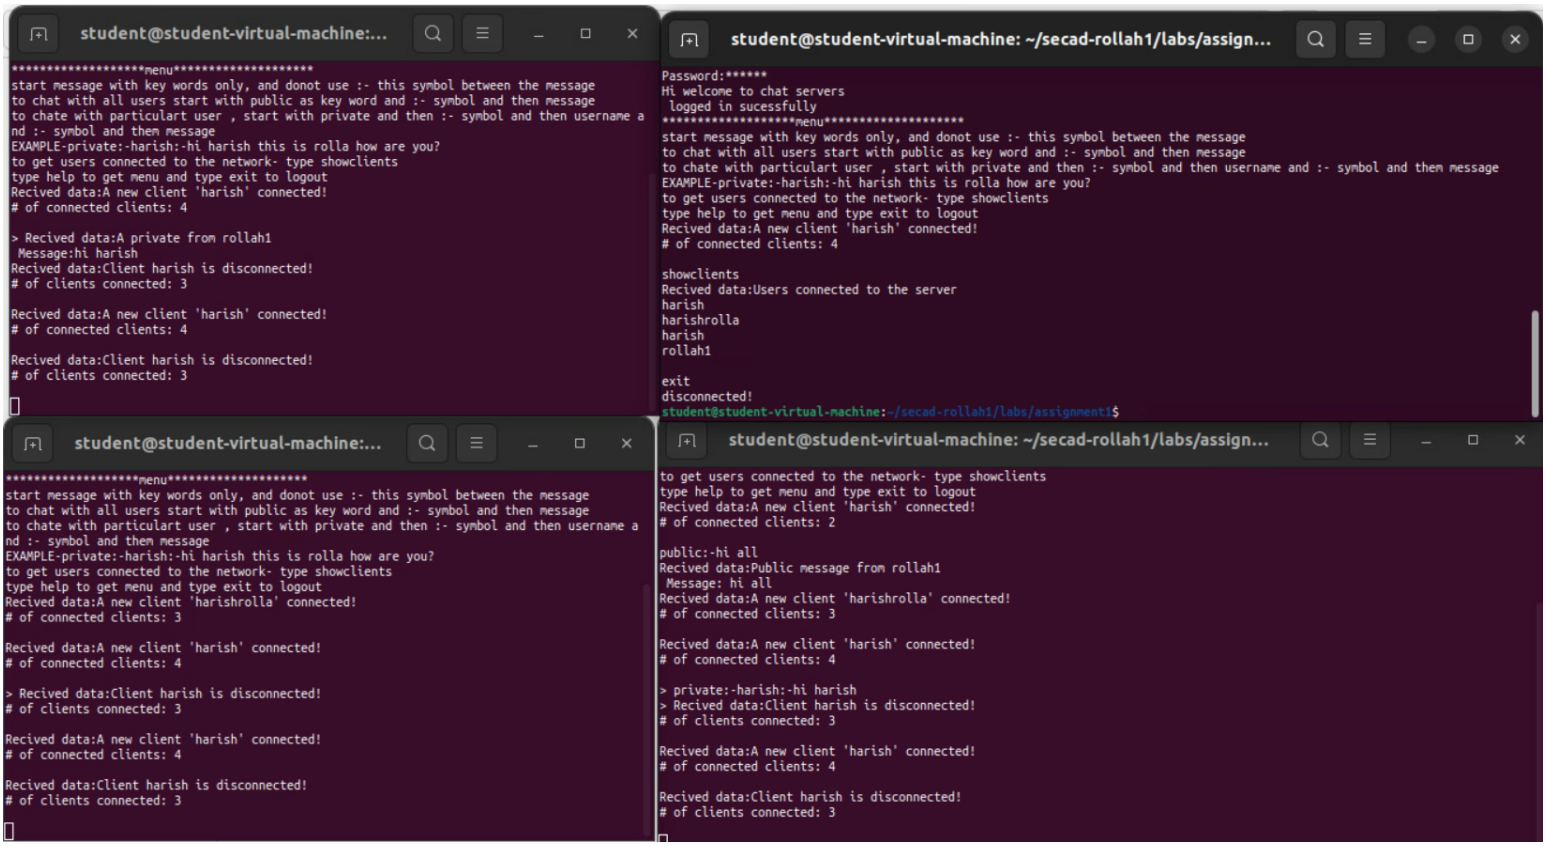 student@student-virtual-machine:...
*******************menu********************
start message with key words only, and donot use :- this symbol between the message
to chat with all users start with public as key word and :- symbol and then message
to chate with particulart user , start with private and then :- symbol and then username a
nd :- symbol and them message
EXAMPLE-private:-harish:-hi harish this is rolla how are you?
to get users connected to the network- type showclients
type help to get menu and type exit to logout
Recived data:A new client 'harish' connected!
# of connected clients: 4
> Recived data:A private from rollah1
Message:hi harish
Recived data:Client harish is disconnected!
# of clients connected: 3
Recived data:A new client 'harish' connected!
# of connected clients: 4
Recived data:Client harish is disconnected!
# of clients connected: 3
student@student-virtual-machine: ~/secad-rollah1/labs/assign...
Password:******
Hi welcome to chat servers
logged in sucessfully
*******************menu********************
start message with key words only, and donot use :- this symbol between the message
to chat with all users start with public as key word and :- symbol and then message
to chate with particulart user , start with private and then :- symbol and then username and :- symbol and them message
EXAMPLE-private:-harish:-hi harish this is rolla how are you?
to get users connected to the network- type showclients
type help to get menu and type exit to logout
Recived data:A new client 'harish' connected!
# of connected clients: 4
showclients
Recived data:Users connected to the server
harish
harishrolla
harish
rollah1
exit
disconnected!
student@student-virtual-machine:~/secad-rollah1/labs/assignment1$
student@student-virtual-machine:...
*******************menu********************
start message with key words only, and donot use :- this symbol between the message
to chat with all users start with public as key word and :- symbol and then message
to chate with particulart user , start with private and then :- symbol and then username a
nd :- symbol and them message
EXAMPLE-private:-harish:-hi harish this is rolla how are you?
to get users connected to the network- type showclients
type help to get menu and type exit to logout
Recived data:A new client 'harishrolla' connected!
# of connected clients: 3
Recived data:A new client 'harish' connected!
# of connected clients: 4
> Recived data:Client harish is disconnected!
# of clients connected: 3
Recived data:A new client 'harish' connected!
# of connected clients: 4
Recived data:Client harish is disconnected!
# of clients connected: 3
student@student-virtual-machine: ~/secad-rollah1/labs/assign...
to get users connected to the network- type showclients
type help to get menu and type exit to logout
Recived data:A new client 'harish' connected!
# of connected clients: 2
public:-hi all
Recived data:Public message from rollah1
Message: hi all
Recived data:A new client 'harishrolla' connected!
# of connected clients: 3
Recived data:A new client 'harish' connected!
# of connected clients: 4
> private:-harish:-hi harish
> Recived data:Client harish is disconnected!
# of clients connected: 3
Recived data:A new client 'harish' connected!
# of connected clients: 4
Recived data:Client harish is disconnected!
# of clients connected: 3